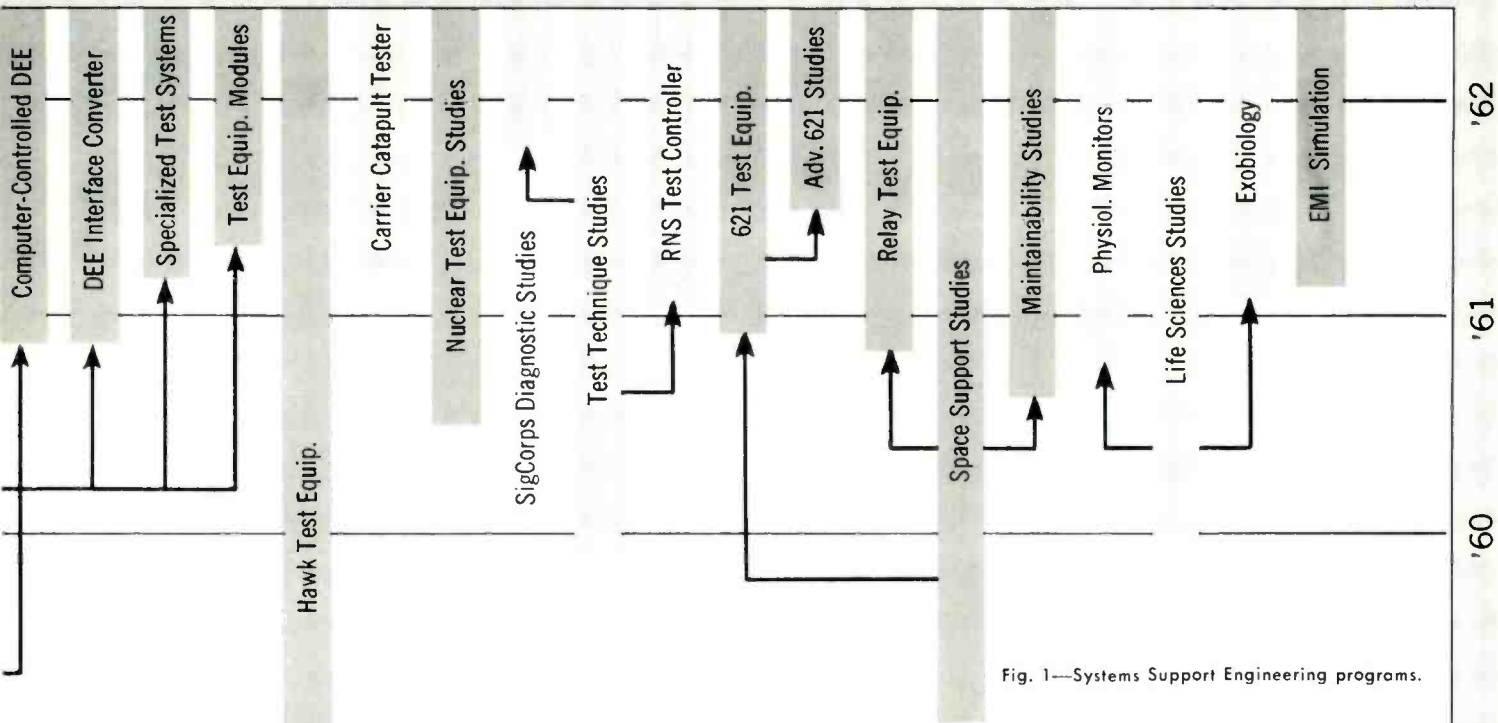 Computer-Controlled DEE
DEE Interface Converter
Specialized Test Systems
Test Equip. Modules
Hawk Test Equip.
Carrier Catapult Tester
Nuclear Test Equip. Studies
SigCorps Diagnostic Studies
Test Technique Studies
RNS Test Controller
621 Test Equip.
Adv. 621 Studies
Relay Test Equip.
Space Support Studies
Maintainability Studies
Physiol. Monitors
Life Sciences Studies
Exobiology
EMI Simulation
'62
'61
'60
Fig. 1—Systems Support Engineering programs.